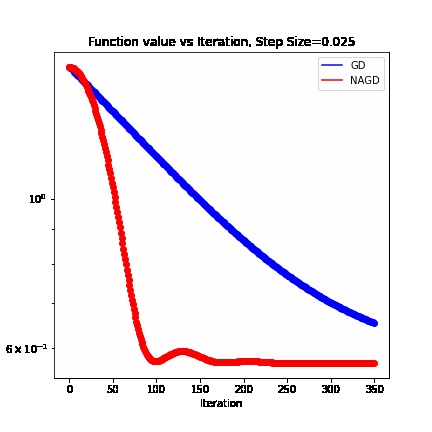 Function value vs Iteration, Step Size=0.025
GD
NAGD
10⁰
6 × 10⁻¹
0 50 100 150 200 250 300 350
Iteration